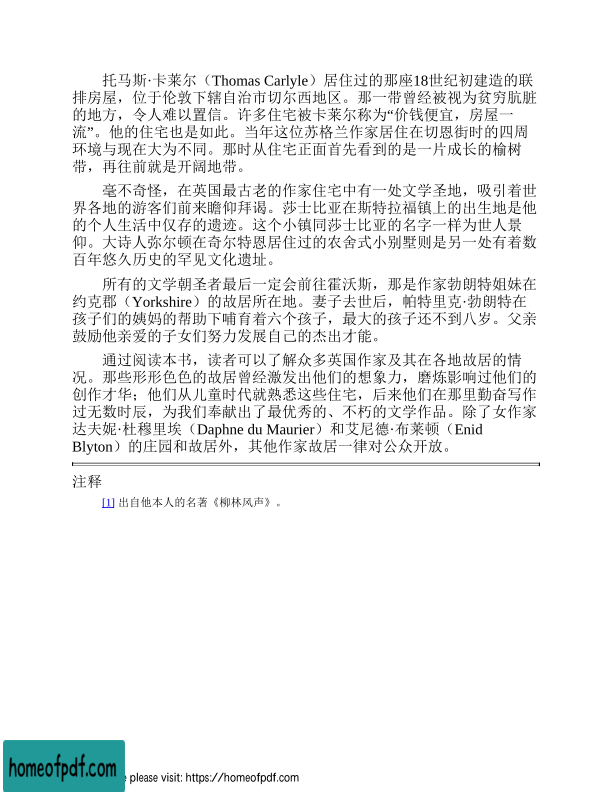 托马斯·卡莱尔（Thomas Carlyle）居住过的那座18世纪初建造的联
排房屋，位于伦敦下辖自治市切尔西地区。那一带曾经被视为贫穷肮脏
的地方，令人难以置信。许多住宅被卡莱尔称为“价钱便宜，房屋一
流”。他的住宅也是如此。当年这位苏格兰作家居住在切恩街时的四周
环境与现在大为不同。那时从住宅正面首先看到的是一片成长的榆树
带，再往前就是开阔地带。
毫不奇怪，在英国最古老的作家住宅中有一处文学圣地，吸引着世
界各地的游客们前来瞻仰拜谒。莎士比亚在斯特拉福镇上的出生地是他
的个人生活中仅存的遗迹。这个小镇同莎士比亚的名字一样为世人景
仰。大诗人弥尔顿在奇尔特恩居住过的农舍式小别墅则是另一处有着数
百年悠久历史的罕见文化遗址。
所有的文学朝圣者最后一定会前往霍沃斯，那是作家勃朗特姐妹在
约克郡（Yorkshire）的故居所在地。妻子去世后，帕特里克·勃朗特在
孩子们的姨妈的帮助下哺育着六个孩子，最大的孩子还不到八岁。父亲
鼓励他亲爱的子女们努力发展自己的杰出才能。
通过阅读本书，读者可以了解众多英国作家及其在各地故居的情
况。那些形形色色的故居曾经激发出他们的想象力，磨炼影响过他们的
创作才华；他们从儿童时代就熟悉这些住宅，后来他们在那里勤奋写作
过无数时辰，为我们奉献出了最优秀的、不朽的文学作品。除了女作家
达夫妮·杜穆里埃（Daphne du Maurier）和艾尼德·布莱顿（Enid
Blyton）的庄园和故居外，其他作家故居一律对公众开放。
注释
[1] 出自他本人的名著《柳林风声》。
homeofpdf.com
e please visit: https://homeofpdf.com